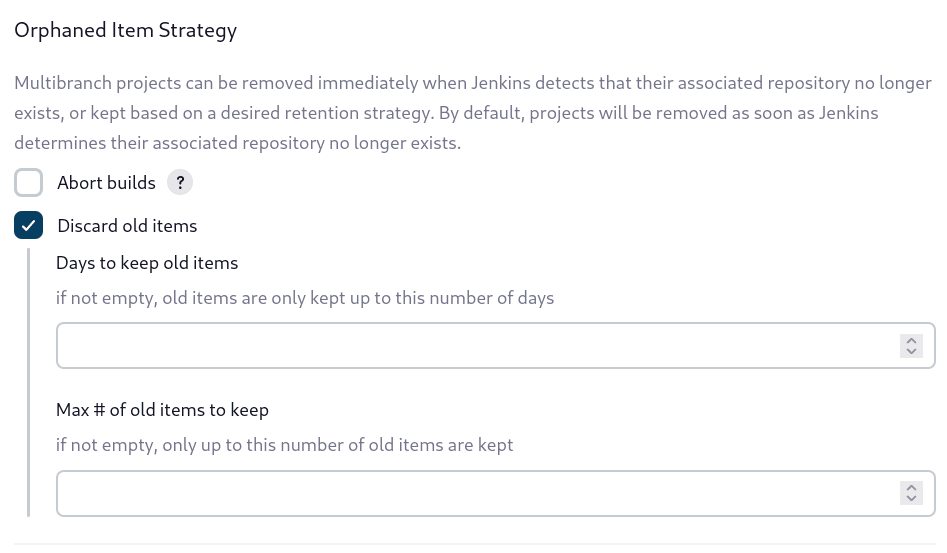 Orphaned Item Strategy
Multibranch projects can be removed immediately when Jenkins detects that their associated repository no longer
exists, or kept based on a desired retention strategy. By default, projects will be removed as soon as Jenkins
determines their associated repository no longer exists.
Abort builds ?
Discard old items
Days to keep old items
if not empty, old items are only kept up to this number of days
Max # of old items to keep
if not empty, only up to this number of old items are kept